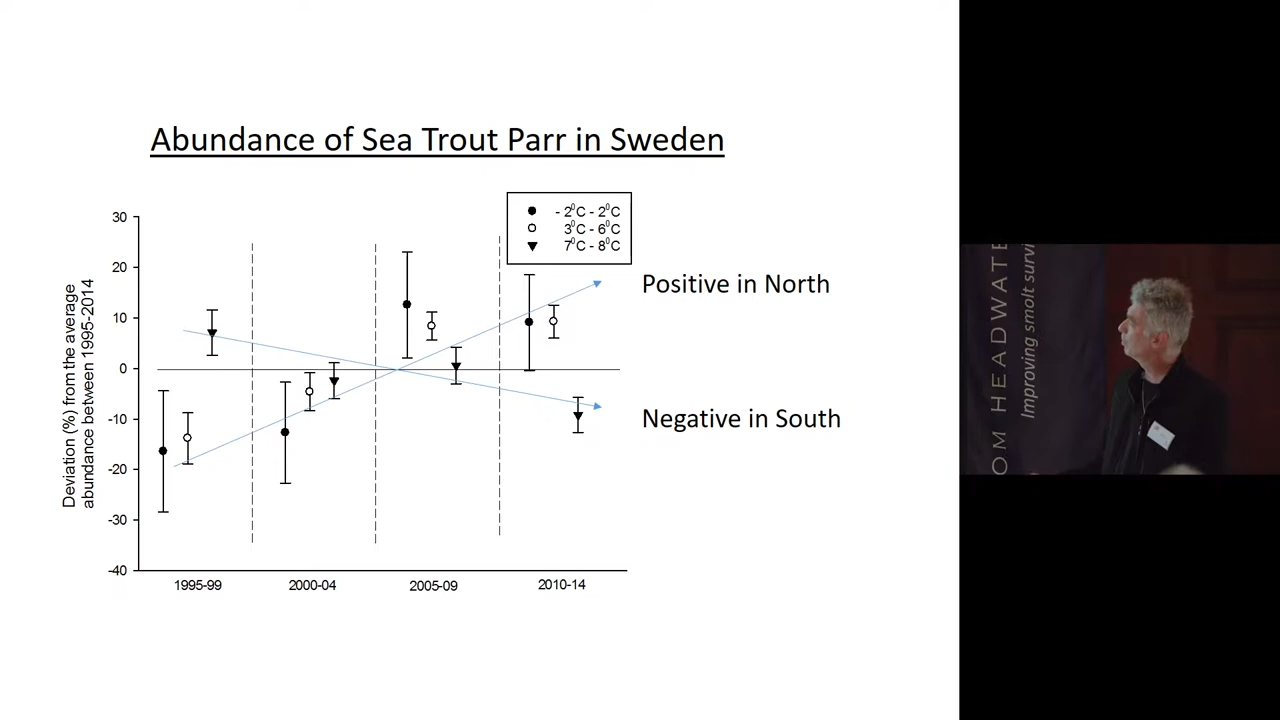 Abundance of Sea Trout Parr in Sweden
- 2⁰C - 2⁰C
3⁰C - 6⁰C
7⁰C - 8⁰C
30
20
10
0
-10
-20
-30
-40
Deviation (%) from the average
abundance between 1995-2014
1995-99
2000-04
2005-09
2010-14
Positive in North
Negative in South
OM HEADWATE
Improving smolt survi